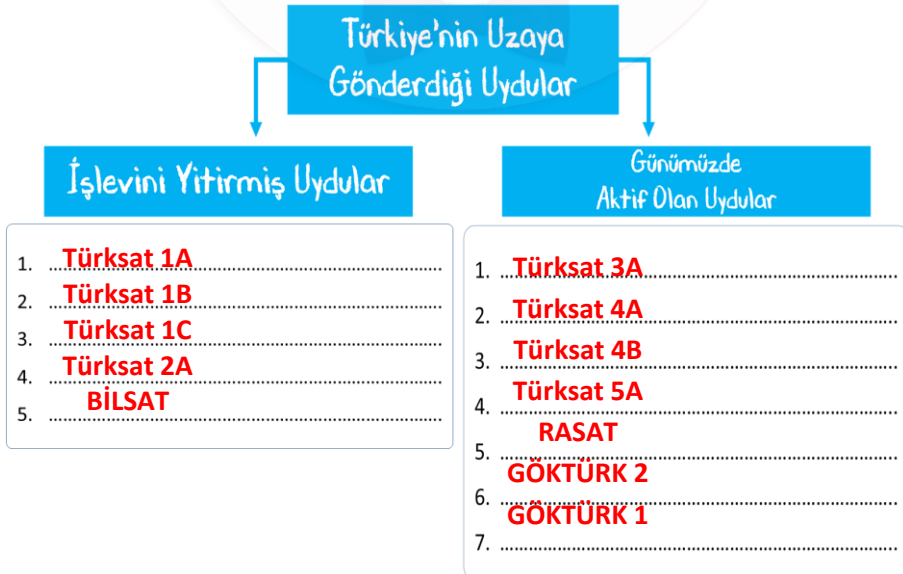 Türkiye'nin Uzaya
Gönderdiği Uydular
İşlevini Yitirmiş Uydular
1. Türksat 1A
2. Türksat 1B
3. Türksat 1C
4. Türksat 2A
5. BİLSAT
Günümüzde
Aktif Olan Uydular
1. Türksat 3A
2. Türksat 4A
3. Türksat 4B
4. Türksat 5A
5. RASAT
6. GÖKTÜRK 2
7. GÖKTÜRK 1